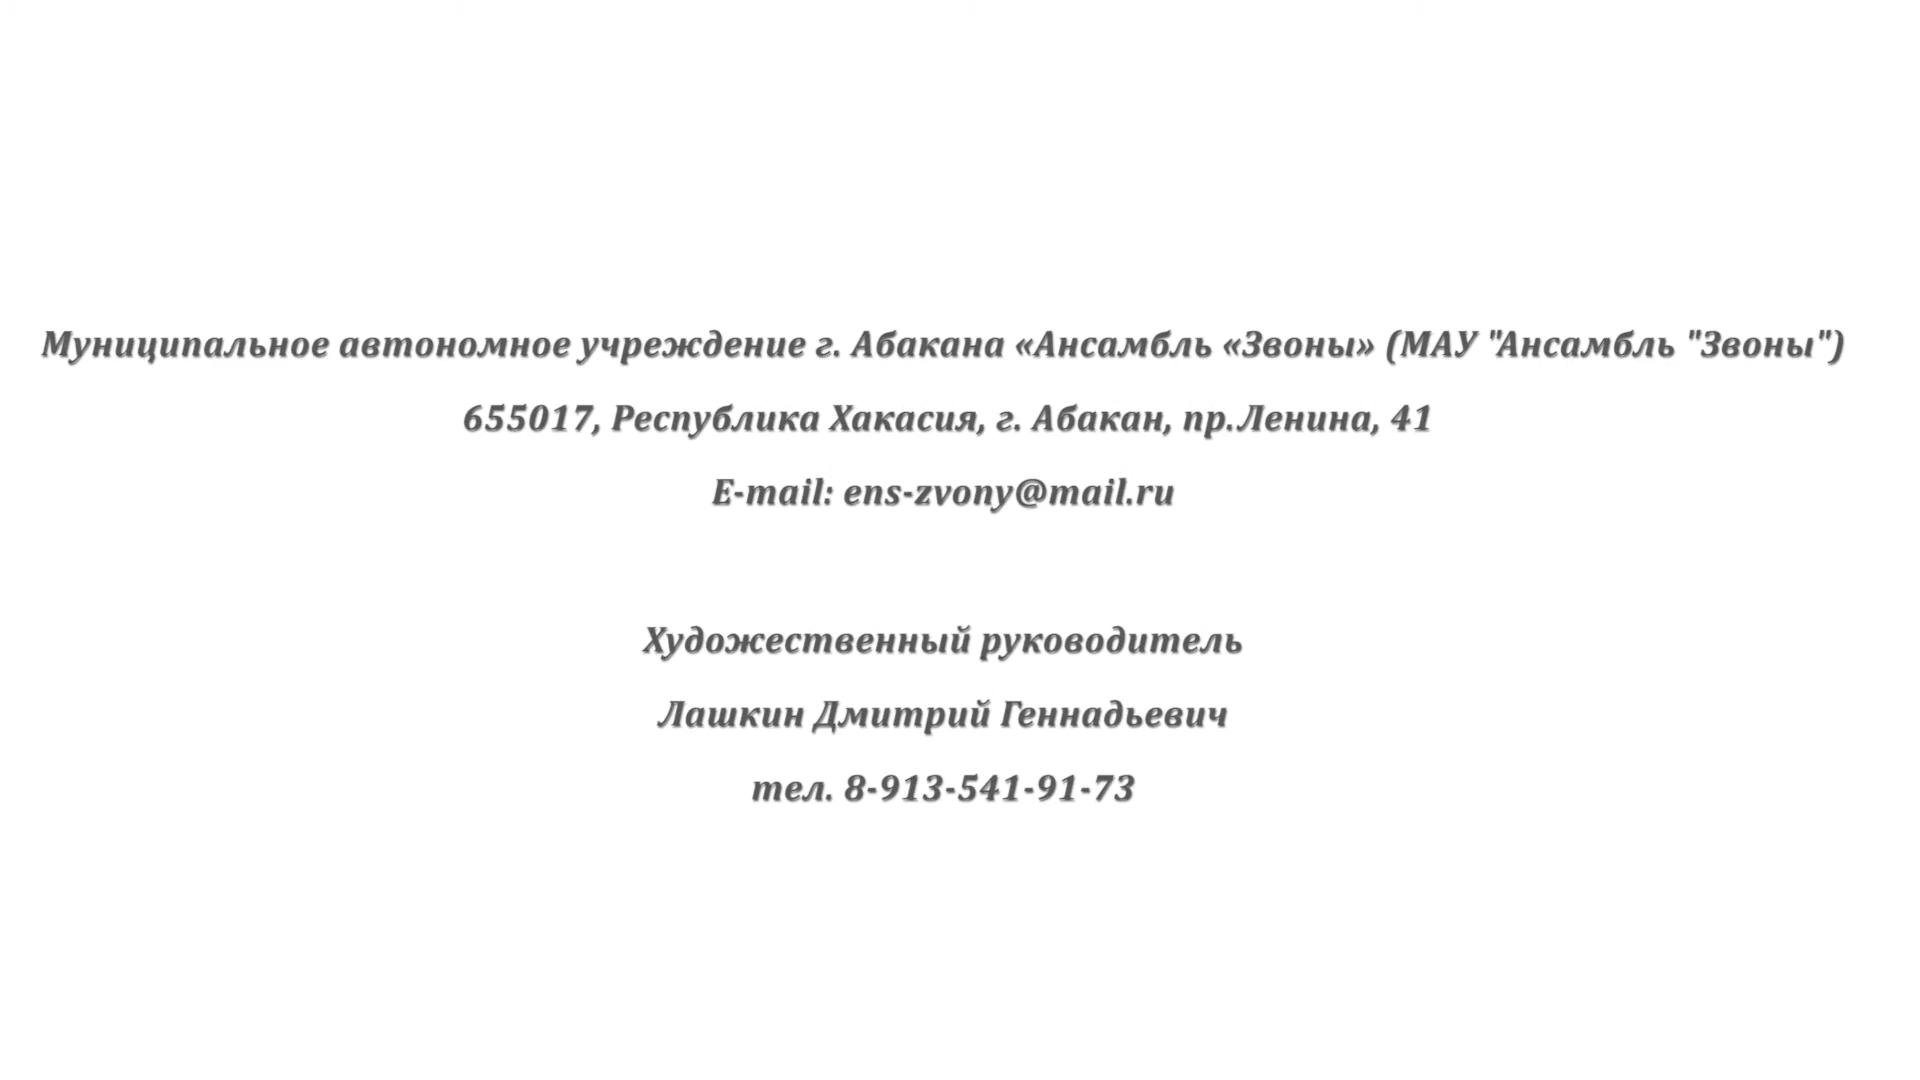 Муниципальное автономное учреждение г. Абакана «Ансамбль «Звоны» (МАУ "Ансамбль "Звоны")
655017, Республика Хакасия, г. Абакан, пр.Ленина, 41
E-mail: ens-zvony@mail.ru
Художественный руководитель
Лашкин Дмитрий Геннадьевич
тел. 8-913-541-91-73